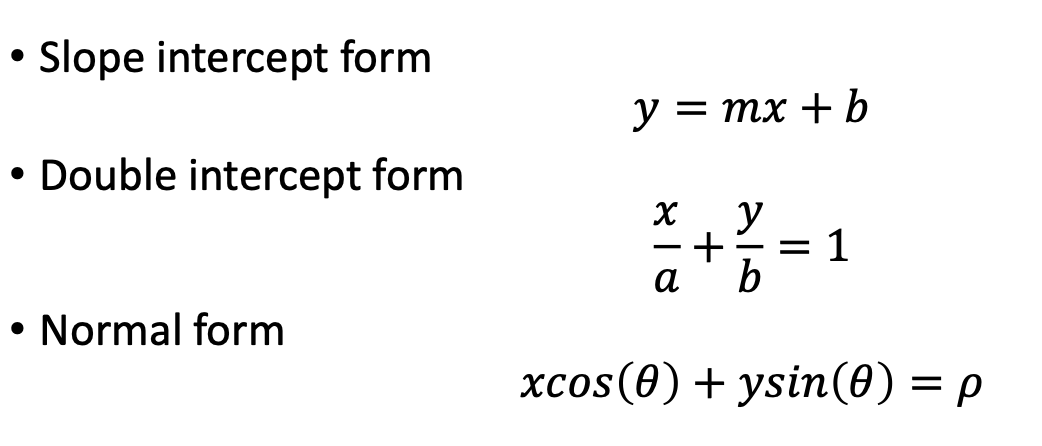 • Slope intercept form
y = mx + b
• Double intercept form
x/a + y/b = 1
• Normal form
xcos(θ) + ysin(θ) = ρ